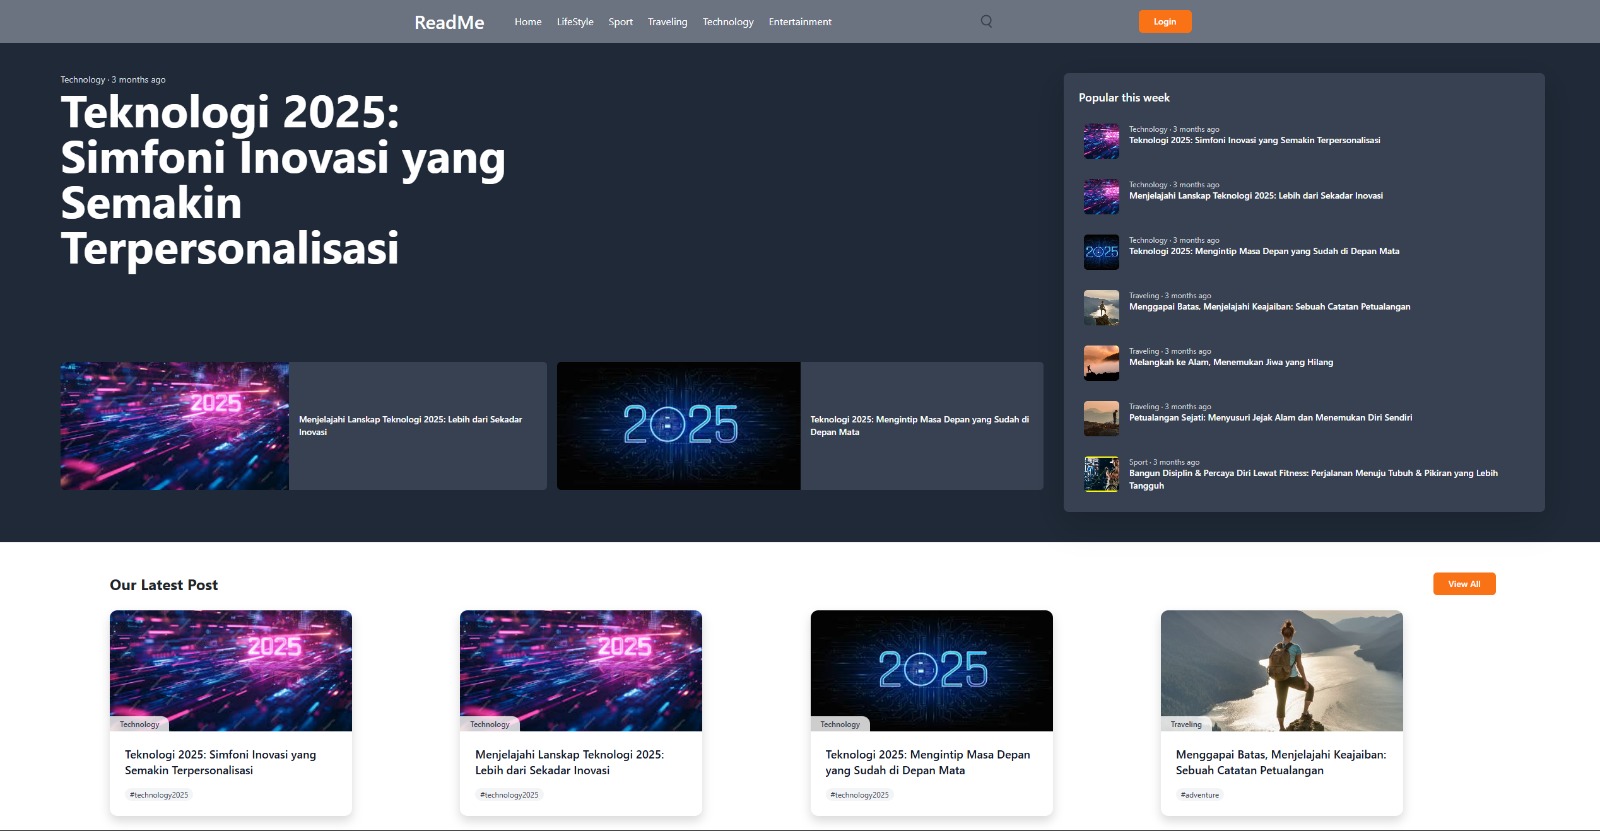 ReadMe
Home
LifeStyle
Sport
Traveling
Technology
Entertainment
Login
Technology · 3 months ago
Teknologi 2025:
Simfoni Inovasi yang
Semakin
Terpersonalisasi
2025
Menjelajahi Lanskap Teknologi 2025: Lebih dari Sekadar
Inovasi
2025
Teknologi 2025: Mengintip Masa Depan yang Sudah di
Depan Mata
Popular this week
Technology · 3 months ago
Teknologi 2025: Simfoni Inovasi yang Semakin Terpersonalisasi
Technology · 3 months ago
Menjelajahi Lanskap Teknologi 2025: Lebih dari Sekadar Inovasi
2025
Technology · 3 months ago
Teknologi 2025: Mengintip Masa Depan yang Sudah di Depan Mata
Traveling · 3 months ago
Menggapai Batas, Menjelajahi Keajaiban: Sebuah Catatan Petualangan
Traveling · 3 months ago
Melangkah ke Alam, Menemukan Jiwa yang Hilang
Traveling · 3 months ago
Petualangan Sejati: Menyusuri Jejak Alam dan Menemukan Diri Sendiri
Sport · 3 months ago
Bangun Disiplin & Percaya Diri Lewat Fitness: Perjalanan Menuju Tubuh & Pikiran yang Lebih
Tangguh
Our Latest Post
View All
2025
Technology
Teknologi 2025: Simfoni Inovasi yang
Semakin Terpersonalisasi
#technology2025
2025
Technology
Menjelajahi Lanskap Teknologi 2025:
Lebih dari Sekadar Inovasi
#technology2025
2025
Technology
Teknologi 2025: Mengintip Masa Depan
yang Sudah di Depan Mata
#technology2025
Traveling
Menggapai Batas, Menjelajahi Keajaiban:
Sebuah Catatan Petualangan
#adventure